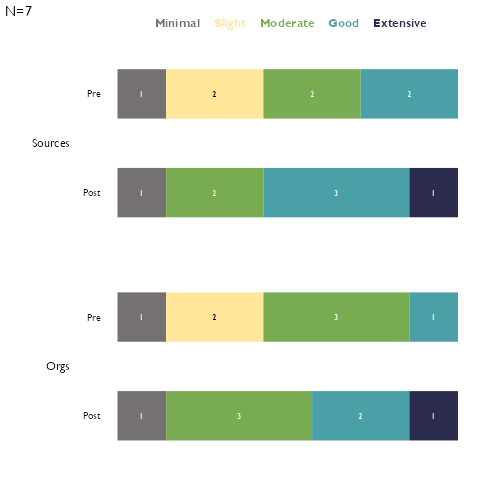 N=7
Minimal Slight Moderate Good Extensive
Pre 1 2 2 2
Sources
Post 1 2 3 1
Pre 1 2 3 1
Orgs
Post 1 3 2 1